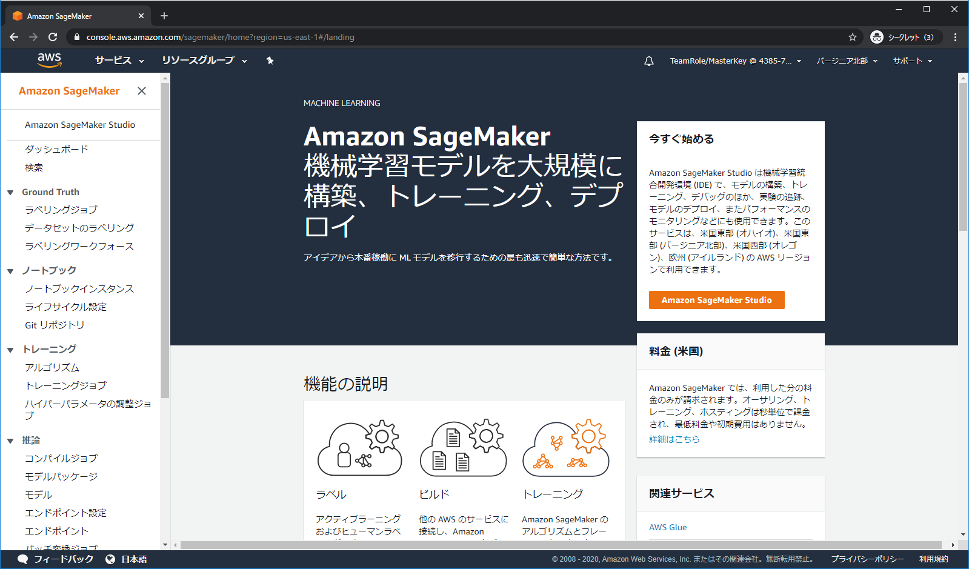 Amazon SageMaker
console.aws.amazon.com/sagemaker/home?region=us-east-1#/landing
シークレット (3)
aws
サービス
リソースグループ
TeamRole/MasterKey @ 4385-7...
バージニア北部
サポート
Amazon SageMaker
Amazon SageMaker Studio
ダッシュボード
検索
Ground Truth
ラベリングジョブ
データセットのラベリング
ラベリングワークフォース
ノートブック
ノートブックインスタンス
ライフサイクル設定
Git リポジトリ
トレーニング
アルゴリズム
トレーニングジョブ
ハイパーパラメータの調整ジョ
ブ
推論
コンパイルジョブ
モデルパッケージ
モデル
エンドポイント設定
エンドポイント
バッチ変換ジョブ
MACHINE LEARNING
Amazon SageMaker
機械学習モデルを大規模に
構築、トレーニング、デプ
ロイ
アイデアから本番稼働に ML モデルを移行するための最も迅速で簡単な方法です。
今すぐ始める
Amazon SageMaker Studio は機械学習統
合開発環境 (IDE) で、モデルの構築、トレ
ーニング、デバッグのほか、実験の追跡、
モデルのデプロイ、またパフォーマンスの
モニタリングなどにも使用できます。この
サービスは、米国東部 (オハイオ)、米国東
部 (バージニア北部)、米国西部 (オレゴ
ン)、欧州 (アイルランド) の AWS リージョ
ンで利用できます。
Amazon SageMaker Studio
料金 (米国)
Amazon SageMaker では、利用した分の料
金のみが請求されます。オーサリング、ト
レーニング、ホスティングは秒単位で課金
され、最低料金や初期費用はありません。
詳細はこちら
関連サービス
AWS Glue
機能の説明
ラベル
アクティブラーニング
およびヒューマンラベ
ビルド
他の AWS のサービスに
接続し、Amazon
トレーニング
Amazon SageMaker の
アルゴリズムとフレー
フィードバック
日本語
© 2008 - 2020, Amazon Web Services, Inc. またはその関連会社。無断転用禁止。
プライバシーポリシー
利用規約